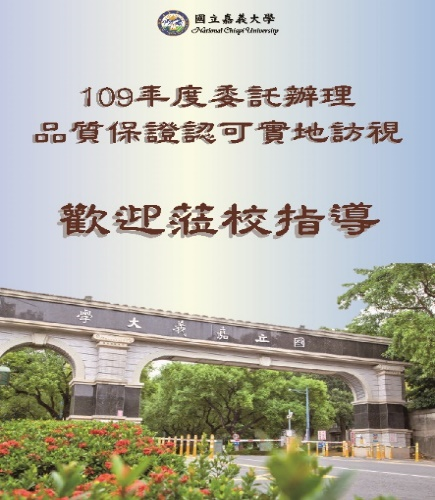 國立嘉義大學
National Chiayi University
109年度委託辦理
品質保證認可實地訪視
歡迎蒞校指導
學大義嘉立國